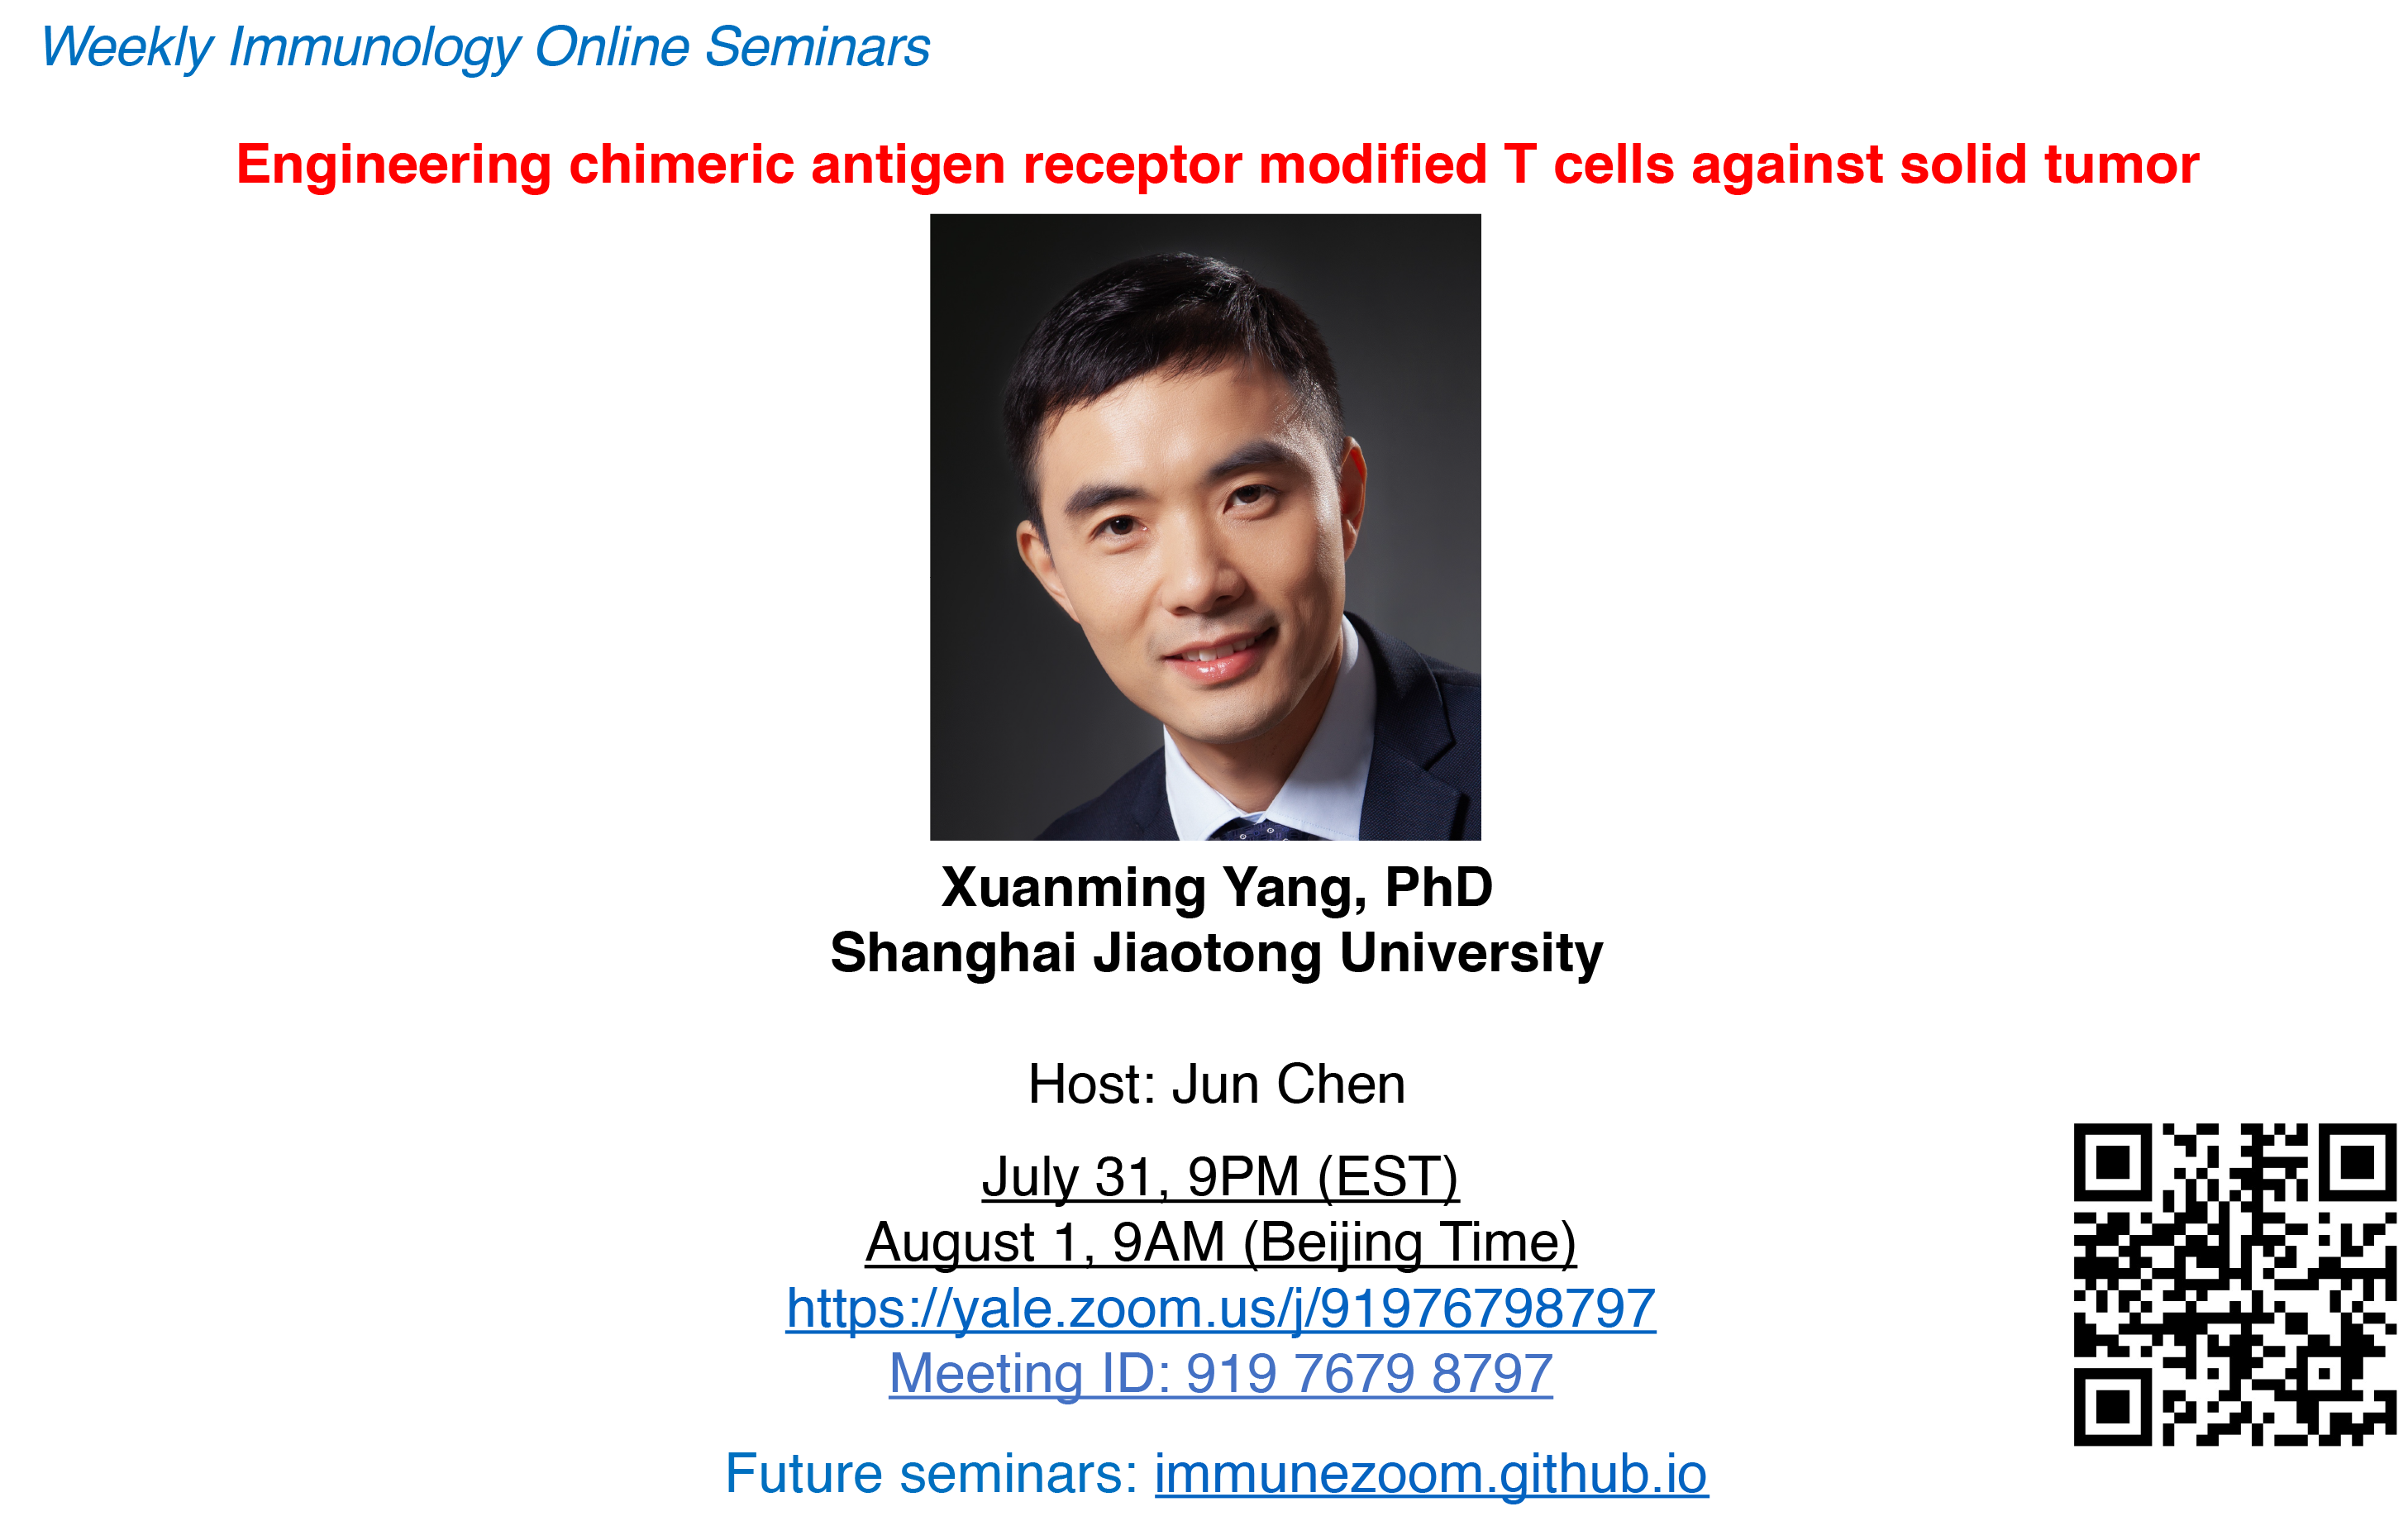 Weekly Immunology Online Seminars
Engineering chimeric antigen receptor modified T cells against solid tumor
Xuanming Yang, PhD
Shanghai Jiaotong University
Host: Jun Chen
July 31, 9PM (EST)
August 1, 9AM (Beijing Time)
https://yale.zoom.us/j/91976798797
Meeting ID: 919 7679 8797
Future seminars: immunezoom.github.io